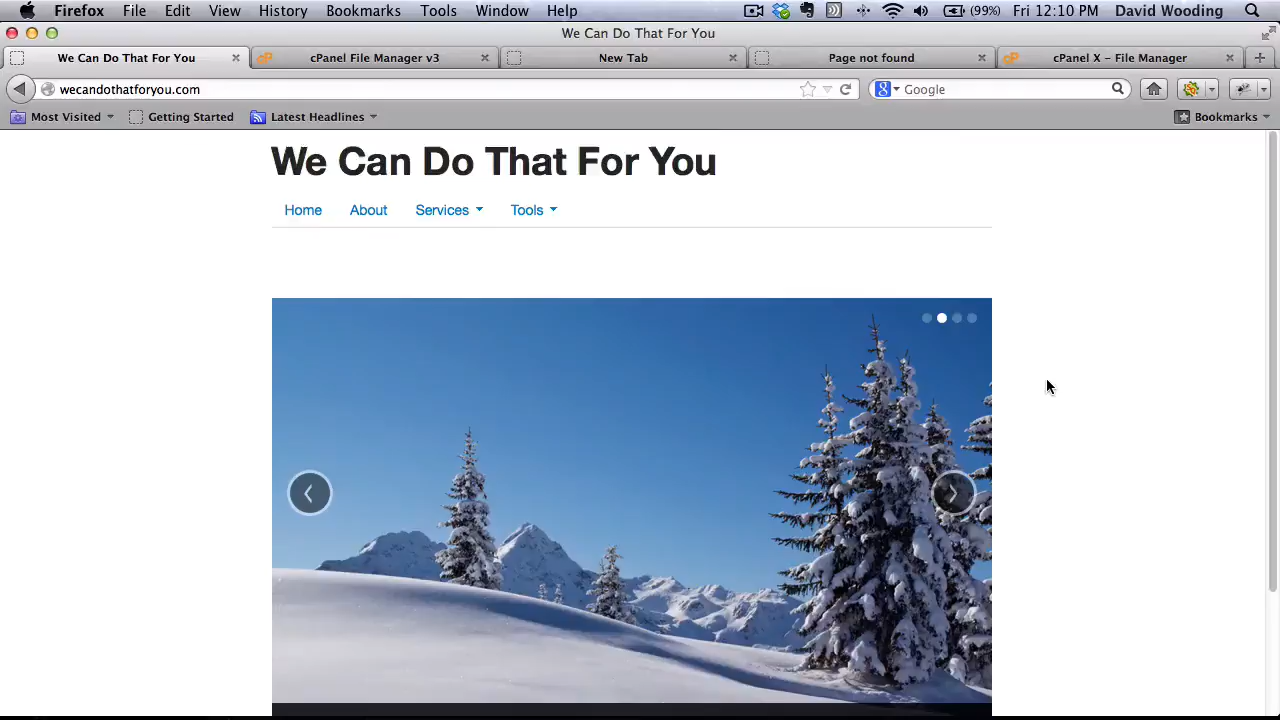 Firefox File Edit View History Bookmarks Tools Window Help (99%) Fri 12:10 PM David Wooding
We Can Do That For You
We Can Do That For You cPanel File Manager v3 New Tab Page not found cPanel X – File Manager
wecandothatforyou.com Google
Most Visited Getting Started Latest Headlines Bookmarks
We Can Do That For You
Home About Services Tools